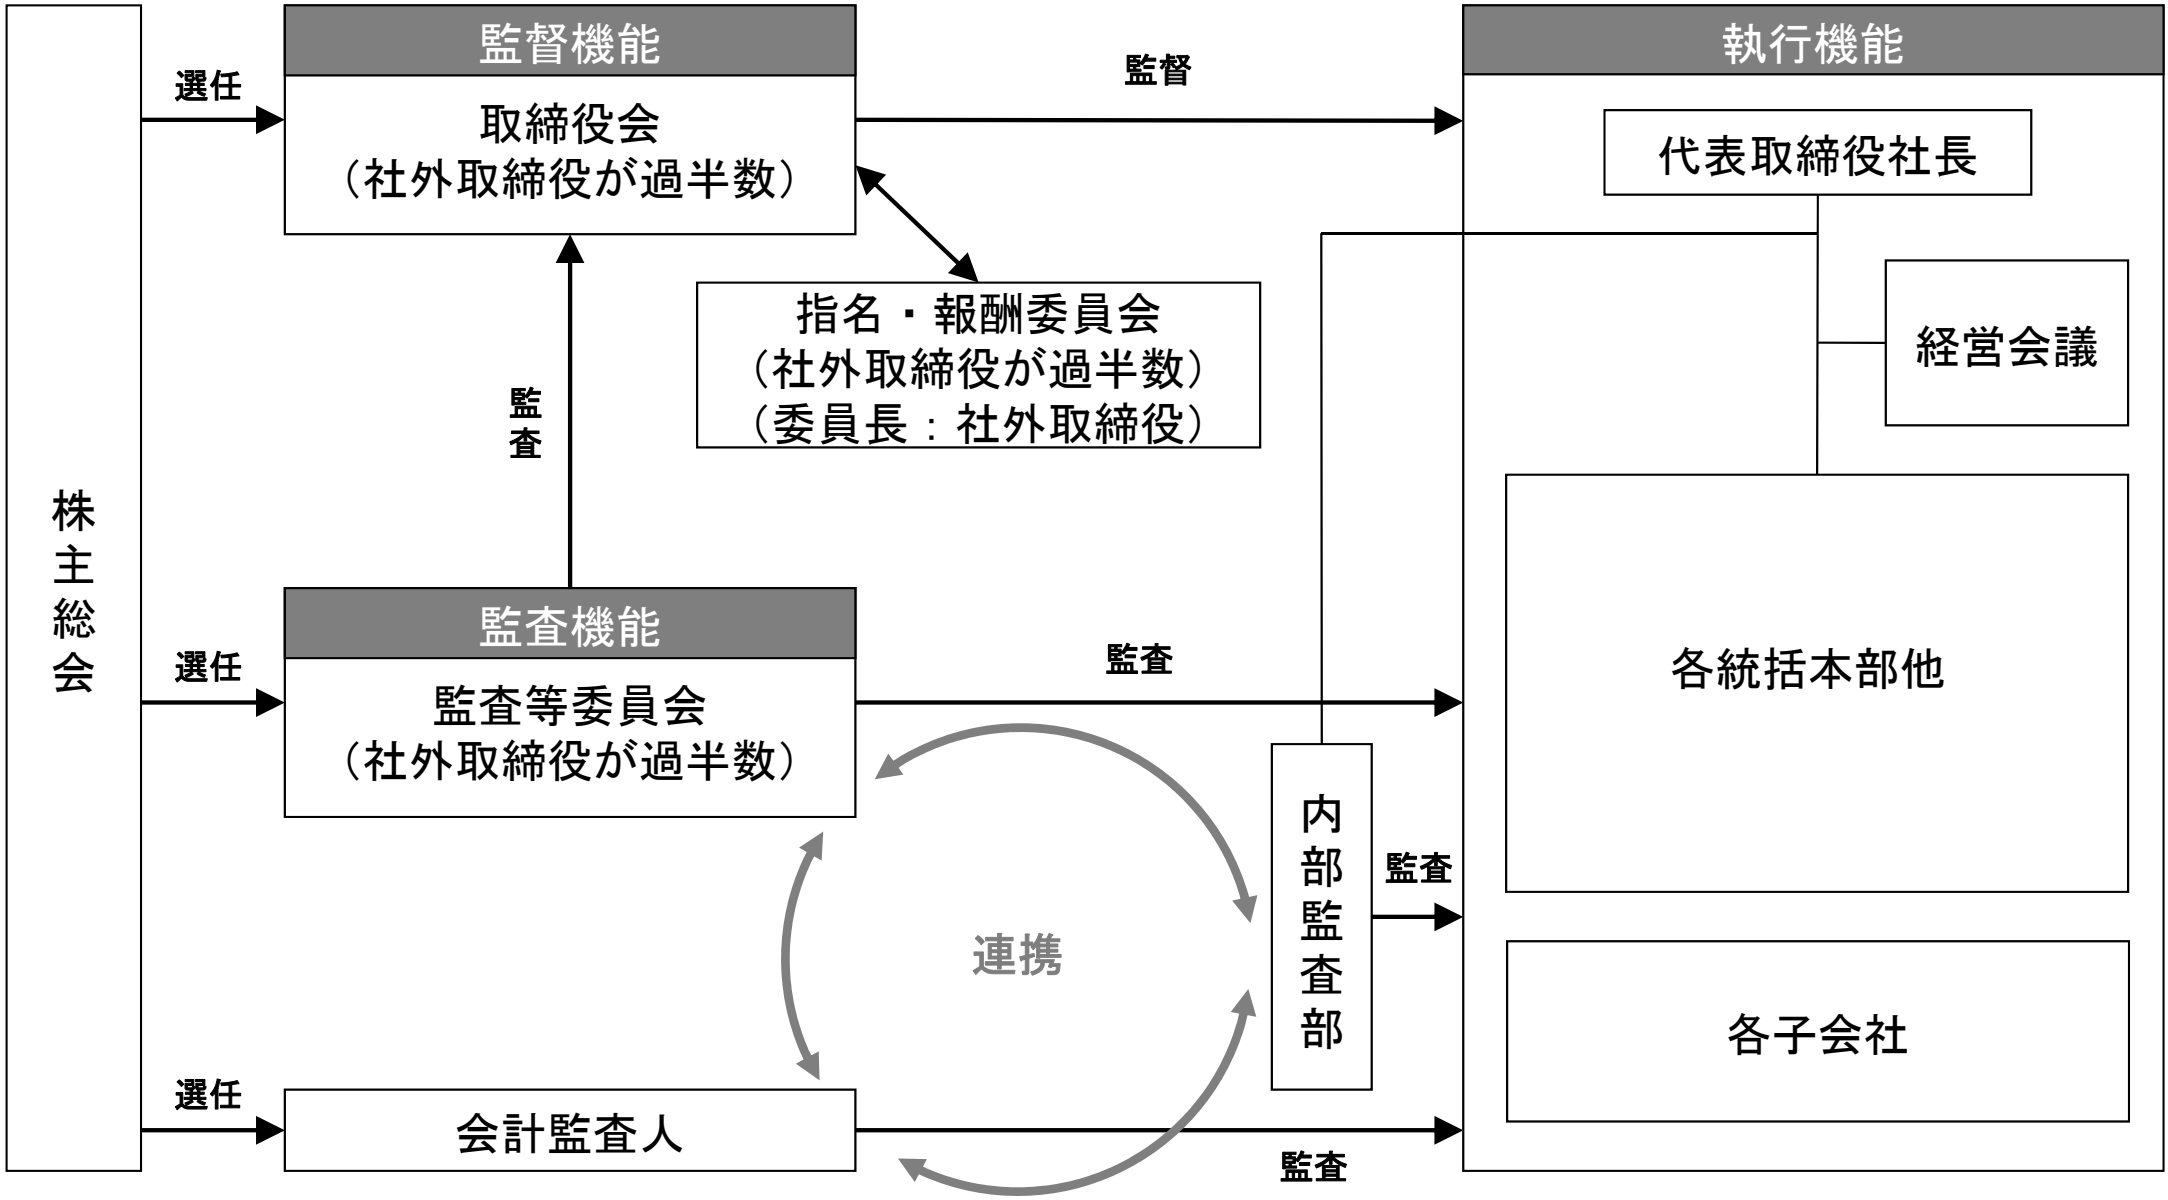 株主総会
選任
監督機能
取締役会
（社外取締役が過半数）
監督
指名・報酬委員会
（社外取締役が過半数）
（委員長：社外取締役）
監査
選任
監査機能
監査等委員会
（社外取締役が過半数）
監査
連携
内部監査部
監査
選任
会計監査人
監査
執行機能
代表取締役社長
経営会議
各統括本部他
各子会社